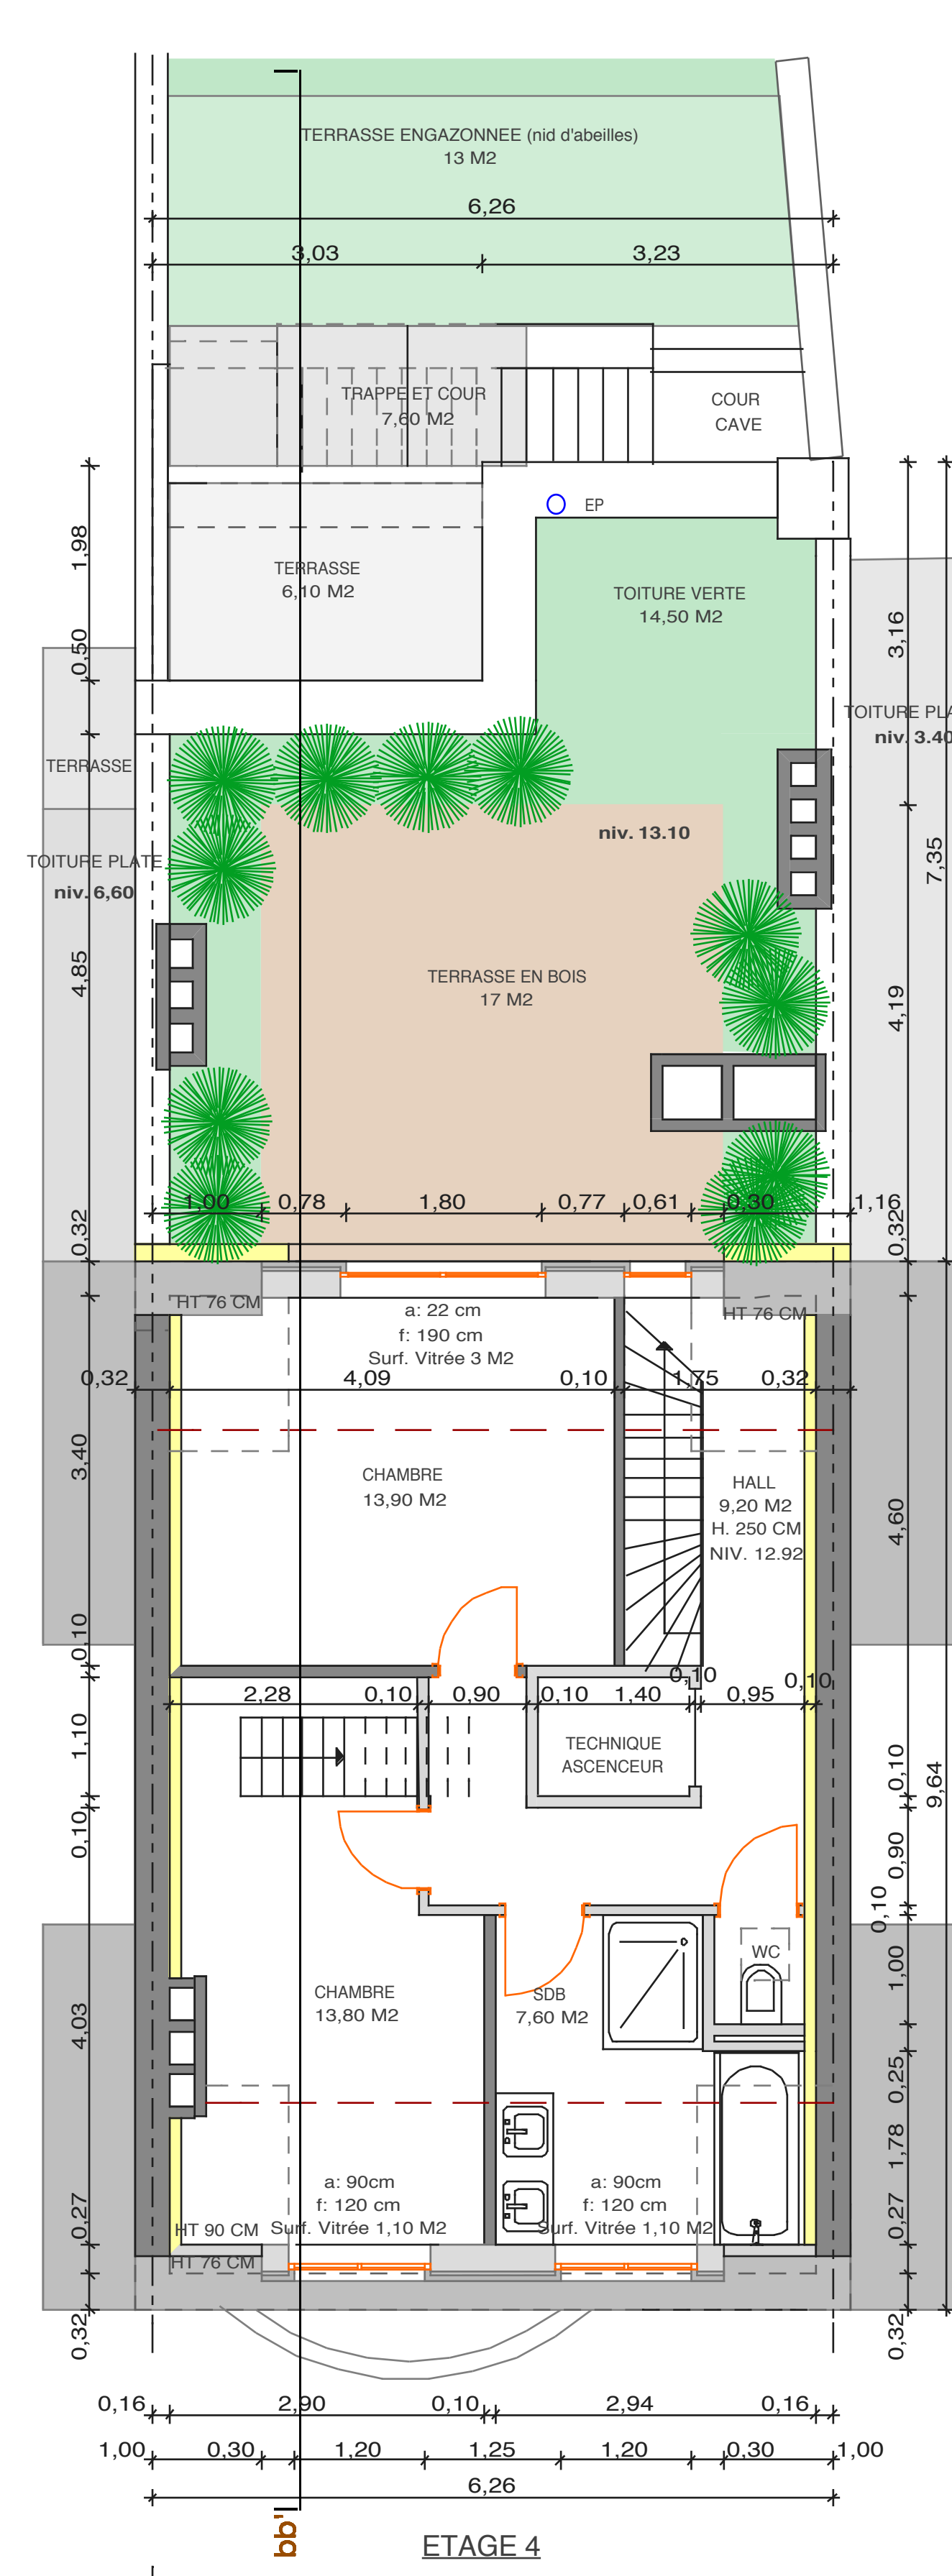 TERRASSE ENGAZONNEE (nid d'abeilles)
13 M2
6,26
3,03
3,23
TRAPPE ET COUR
7,60 M2
COUR
CAVE
EP
1,98
TERRASSE
6,10 M2
TOITURE VERTE
14,50 M2
3,16
0,50
TOITURE PLA
niv. 3.40
TERRASSE
niv. 13.10
TOITURE PLATE
niv. 6,60
7,35
4,85
TERRASSE EN BOIS
17 M2
4,19
1,00
0,78
1,80
0,77
0,61
0,30
1,16
0,32
0,32
HT 76 CM
HT 76 CM
a: 22 cm
f: 190 cm
Surf. Vitrée 3 M2
0,32
4,09
0,10
1,75
0,32
3,40
CHAMBRE
13,90 M2
HALL
9,20 M2
H. 250 CM
NIV. 12.92
4,60
0,10
0,10
0,10
2,28
0,10
0,90
0,10
1,40
0,95
1,10
TECHNIQUE
ASCENCEUR
0,10
9,64
0,10
0,90
0,10
WC
1,00
CHAMBRE
13,80 M2
SDB
7,60 M2
4,03
0,25
1,78
a: 90cm
f: 120 cm
Surf. Vitrée 1,10 M2
a: 90cm
f: 120 cm
Surf. Vitrée 1,10 M2
0,27
0,27
HT 90 CM
HT 76 CM
0,32
0,32
0,16
2,90
0,10
2,94
0,16
1,00
0,30
1,20
1,25
1,20
0,30
1,00
6,26
bb'
ETAGE 4